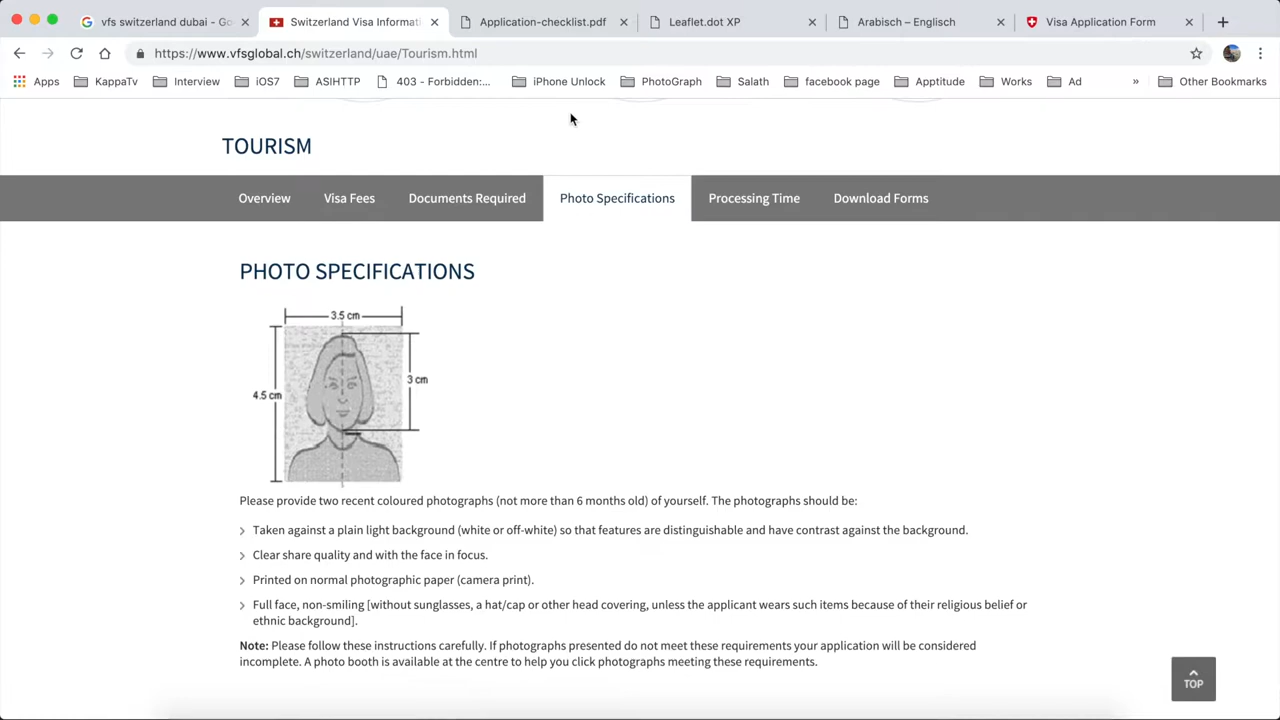 vfs switzerland dubai - Go
Switzerland Visa Informati
Application-checklist.pdf
Leaflet.dot XP
Arabisch – Englisch
Visa Application Form
https://www.vfsglobal.ch/switzerland/uae/Tourism.html
Apps
KappaTv
Interview
iOS7
ASIHTTP
403 - Forbidden:...
iPhone Unlock
PhotoGraph
Salath
facebook page
Apptitude
Works
Ad
»
Other Bookmarks
TOURISM
Overview
Visa Fees
Documents Required
Photo Specifications
Processing Time
Download Forms
PHOTO SPECIFICATIONS
3.5 cm
4.5 cm
3 cm
Please provide two recent coloured photographs (not more than 6 months old) of yourself. The photographs should be:
Taken against a plain light background (white or off-white) so that features are distinguishable and have contrast against the background.
Clear share quality and with the face in focus.
Printed on normal photographic paper (camera print).
Full face, non-smiling [without sunglasses, a hat/cap or other head covering, unless the applicant wears such items because of their religious belief or
ethnic background].
Note: Please follow these instructions carefully. If photographs presented do not meet these requirements your application will be considered
incomplete. A photo booth is available at the centre to help you click photographs meeting these requirements.
TOP